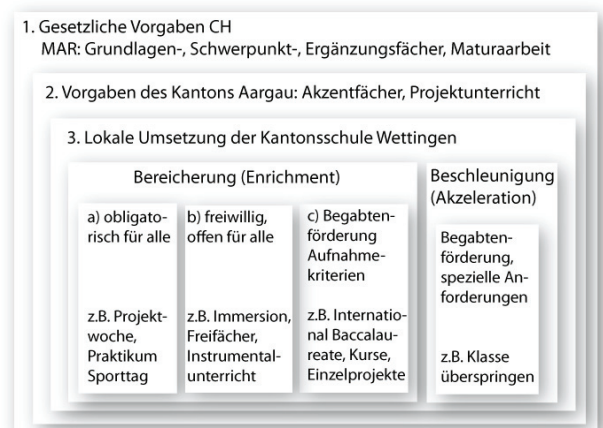 1. Gesetzliche Vorgaben CH
MAR: Grundlagen-, Schwerpunkt-, Ergänzungsfächer, Maturaarbeit
2. Vorgaben des Kantons Aargau: Akzentfächer, Projektunterricht
3. Lokale Umsetzung der Kantonsschule Wettingen
Bereicherung (Enrichment)
a) obligato-
risch für alle
z.B. Projekt-
woche,
Praktikum
Sporttag
b) freiwillig,
offen für alle
z.B. Immersion,
Freifächer,
Instrumental-
unterricht
c) Begabten-
förderung
Aufnahme-
kriterien
z.B. Internatio-
nal Baccalau-
reate, Kurse,
Einzelprojekte
Beschleunigung
(Akzeleration)
Begabten-
förderung,
spezielle An-
forderungen
z.B. Klasse
überspringen